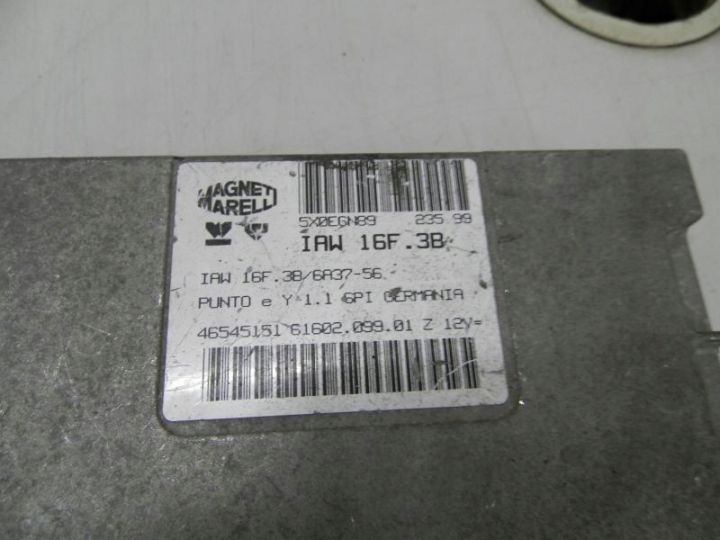 MAGNETI
MARELLI
5X0EGN89 235 99
IAW 16F.3B
IAW 16F.3B/6A37-56
PUNTO e Y 1.1 6PI GERMANIA
46545151 61602.099.01 Z 12V=